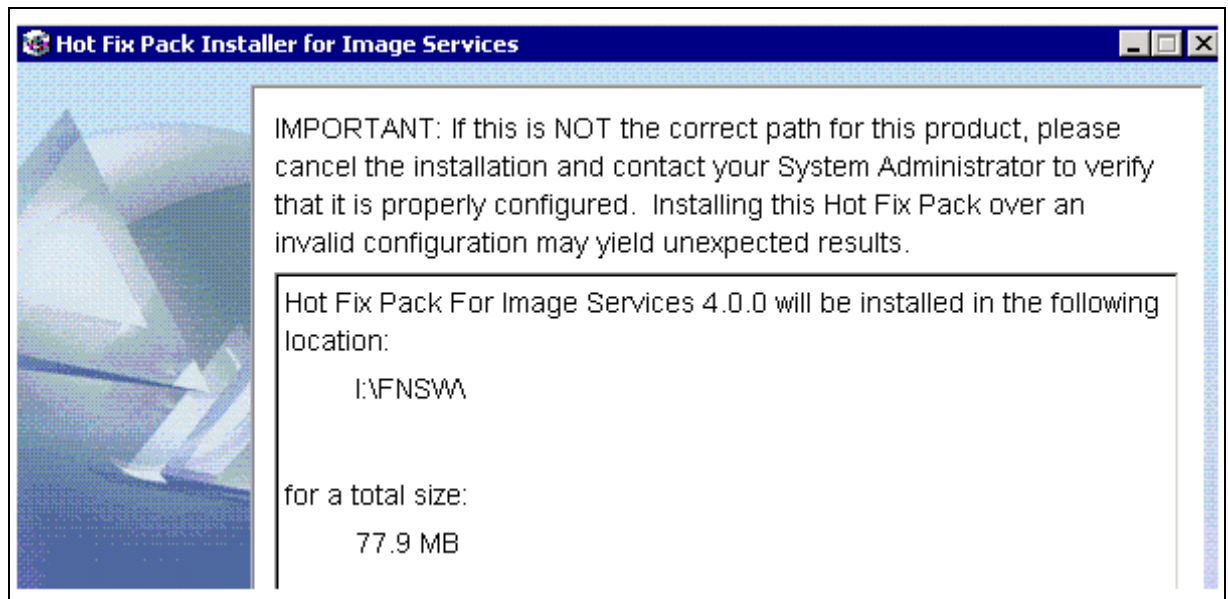 Hot Fix Pack Installer for Image Services
IMPORTANT: If this is NOT the correct path for this product, please
cancel the installation and contact your System Administrator to verify
that it is properly configured.  Installing this Hot Fix Pack over an
invalid configuration may yield unexpected results.
Hot Fix Pack For Image Services 4.0.0 will be installed in the following
location:
I:\FNSW\
for a total size:
77.9 MB